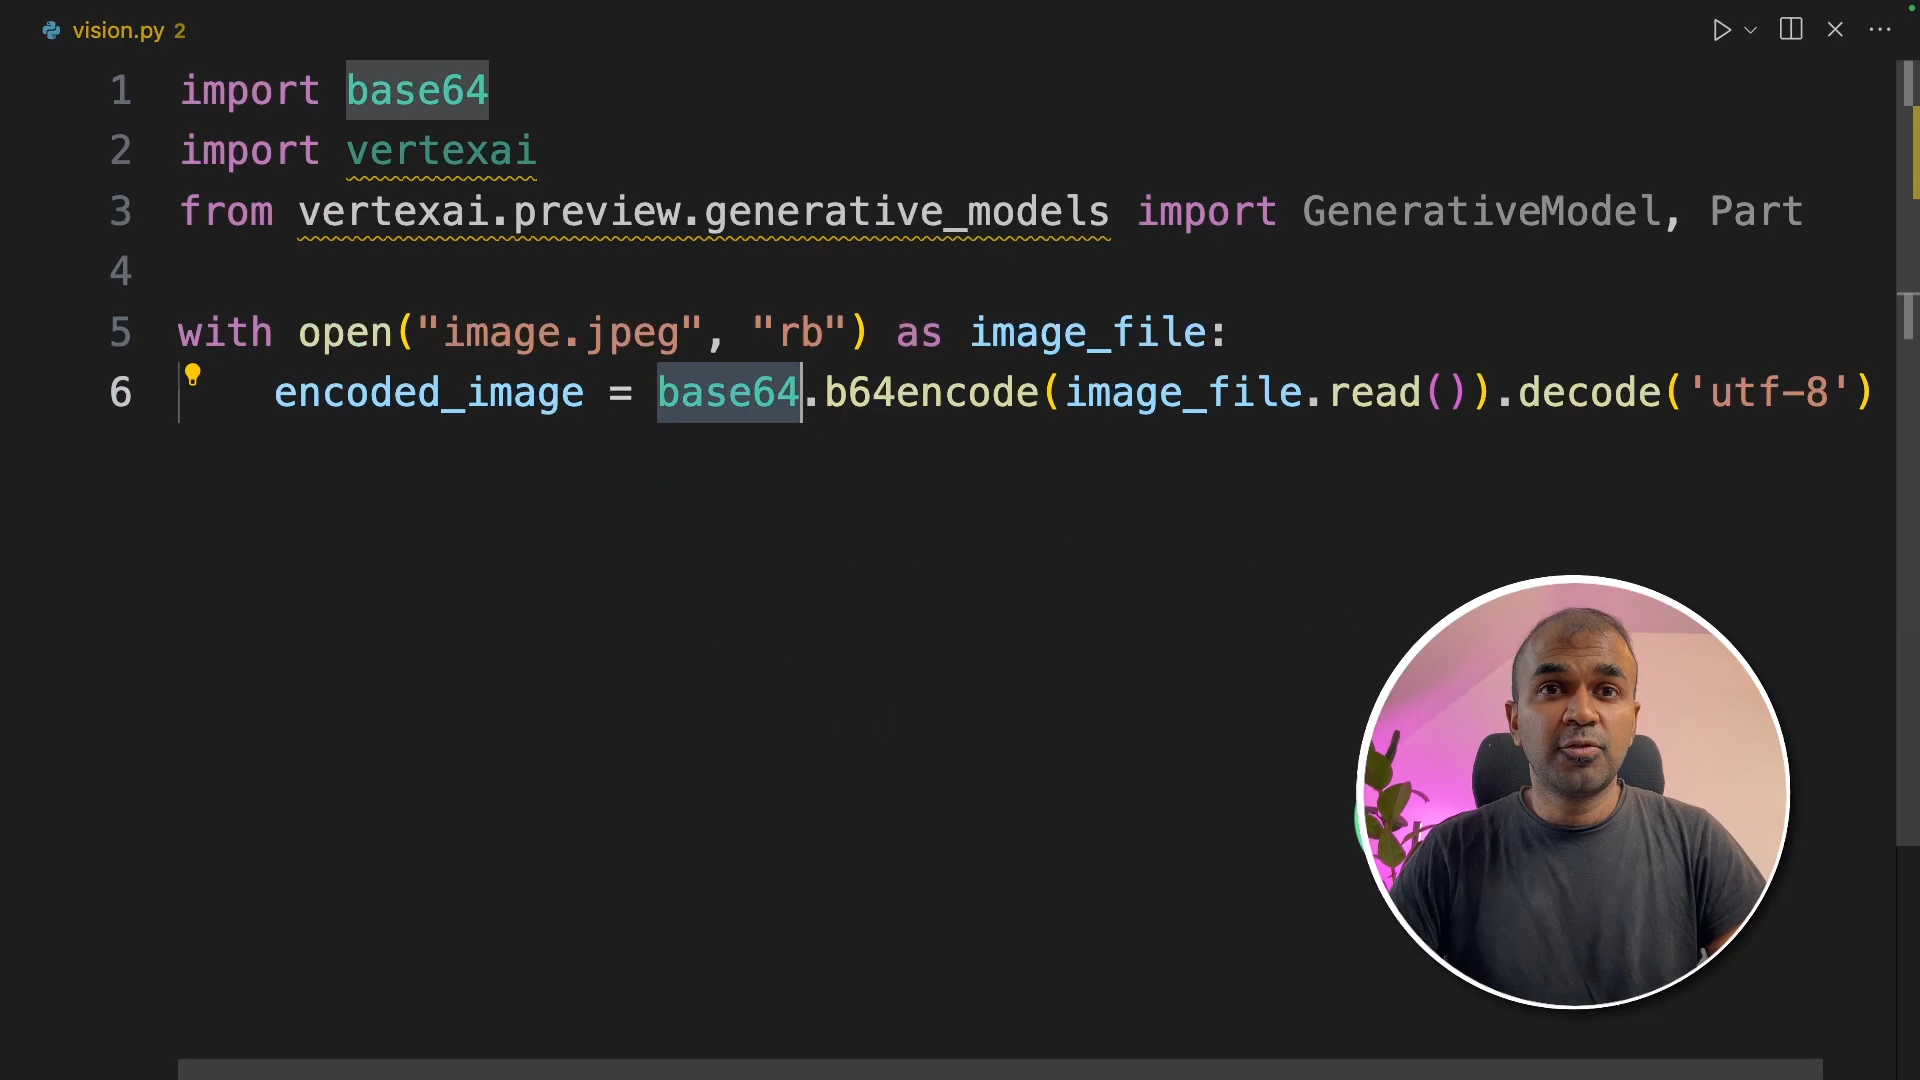 vision.py 2
1 import base64
2 import vertexai
3 from vertexai.preview.generative_models import GenerativeModel, Part
4
5 with open("image.jpeg", "rb") as image_file:
6 encoded_image = base64.b64encode(image_file.read()).decode('utf-8')